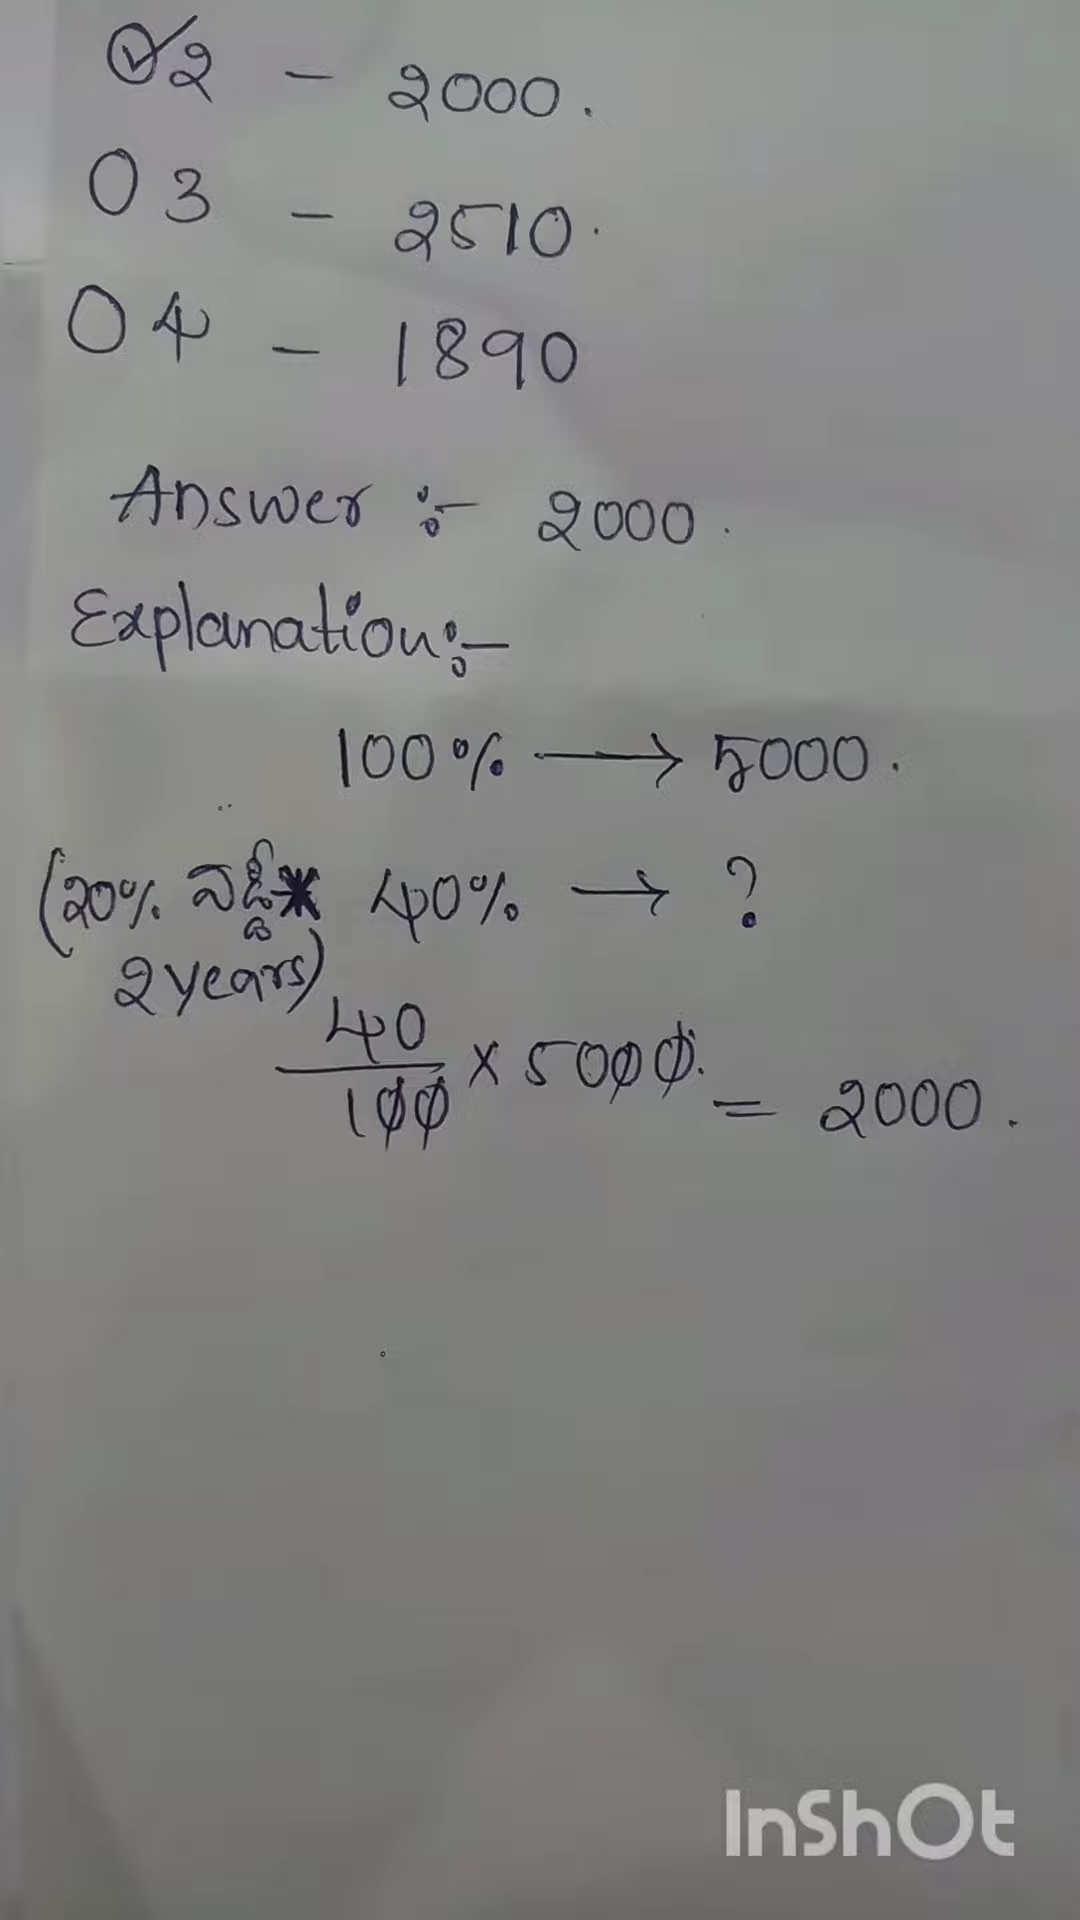 02 - 2000.
03 - 2510.
04 - 1890
Answer :- 2000.
Explanation:-
100% → 5000.
(20% వడ్డీ* 40% → ?
2 years)
40
100 × 5000. = 2000.
InShOt